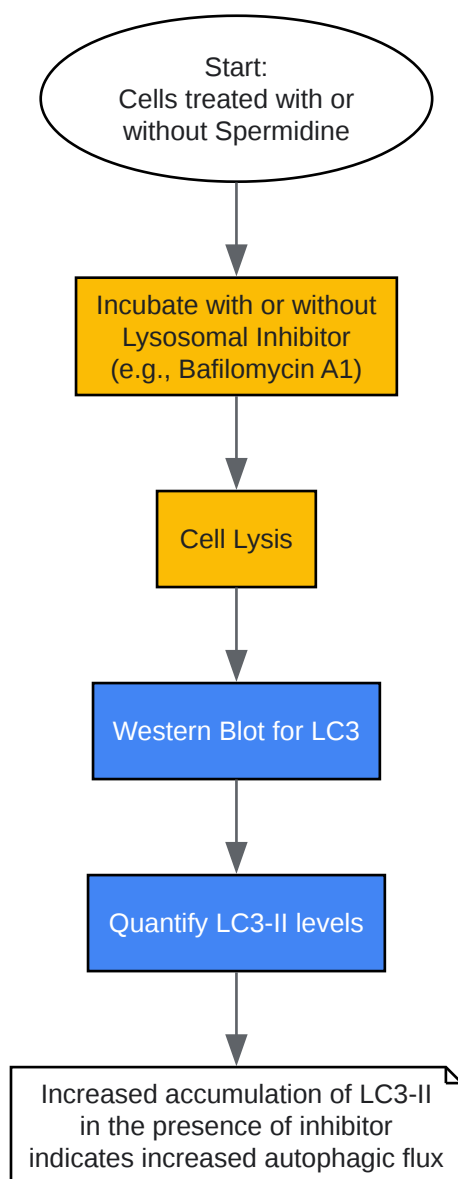 Start:
Cells treated with or
without Spermidine
Incubate with or without
Lysosomal Inhibitor
(e.g., Bafilomycin A1)
Cell Lysis
Western Blot for LC3
Quantify LC3-II levels
Increased accumulation of LC3-II
in the presence of inhibitor
indicates increased autophagic flux